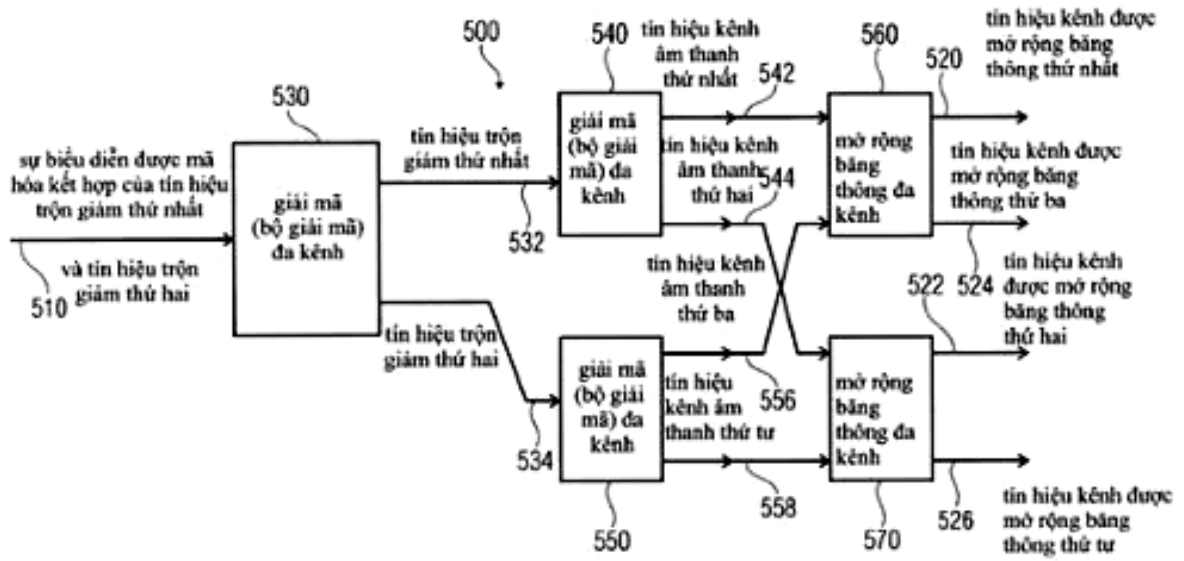 500
530
sự biểu diễn được mã
hóa kết hợp của tín hiệu
trộn giảm thứ nhất
510
và tín hiệu trộn
giảm thứ hai
giải mã
(bộ giải mã)
đa kênh
tín hiệu trộn
giảm thứ nhất
532
tín hiệu trộn
giảm thứ hai
534
540
giải mã
(bộ giải
mã) đa
kênh
550
giải mã
(bộ giải
mã) đa
kênh
tín hiệu kênh
âm thanh
thứ nhất
542
tín hiệu kênh
âm thanh
thứ hai
544
tín hiệu kênh
âm thanh
thứ ba
556
tín hiệu
kênh âm
thanh thứ tư
558
560
mở rộng
băng
thông đa
kênh
570
mở rộng
băng
thông đa
kênh
tín hiệu kênh được
mở rộng băng
thông thứ nhất
520
tín hiệu kênh được
mở rộng băng
thông thứ ba
524
tín hiệu kênh
được mở rộng
băng thông
thứ hai
522
526
tín hiệu kênh được
mở rộng băng
thông thứ tư